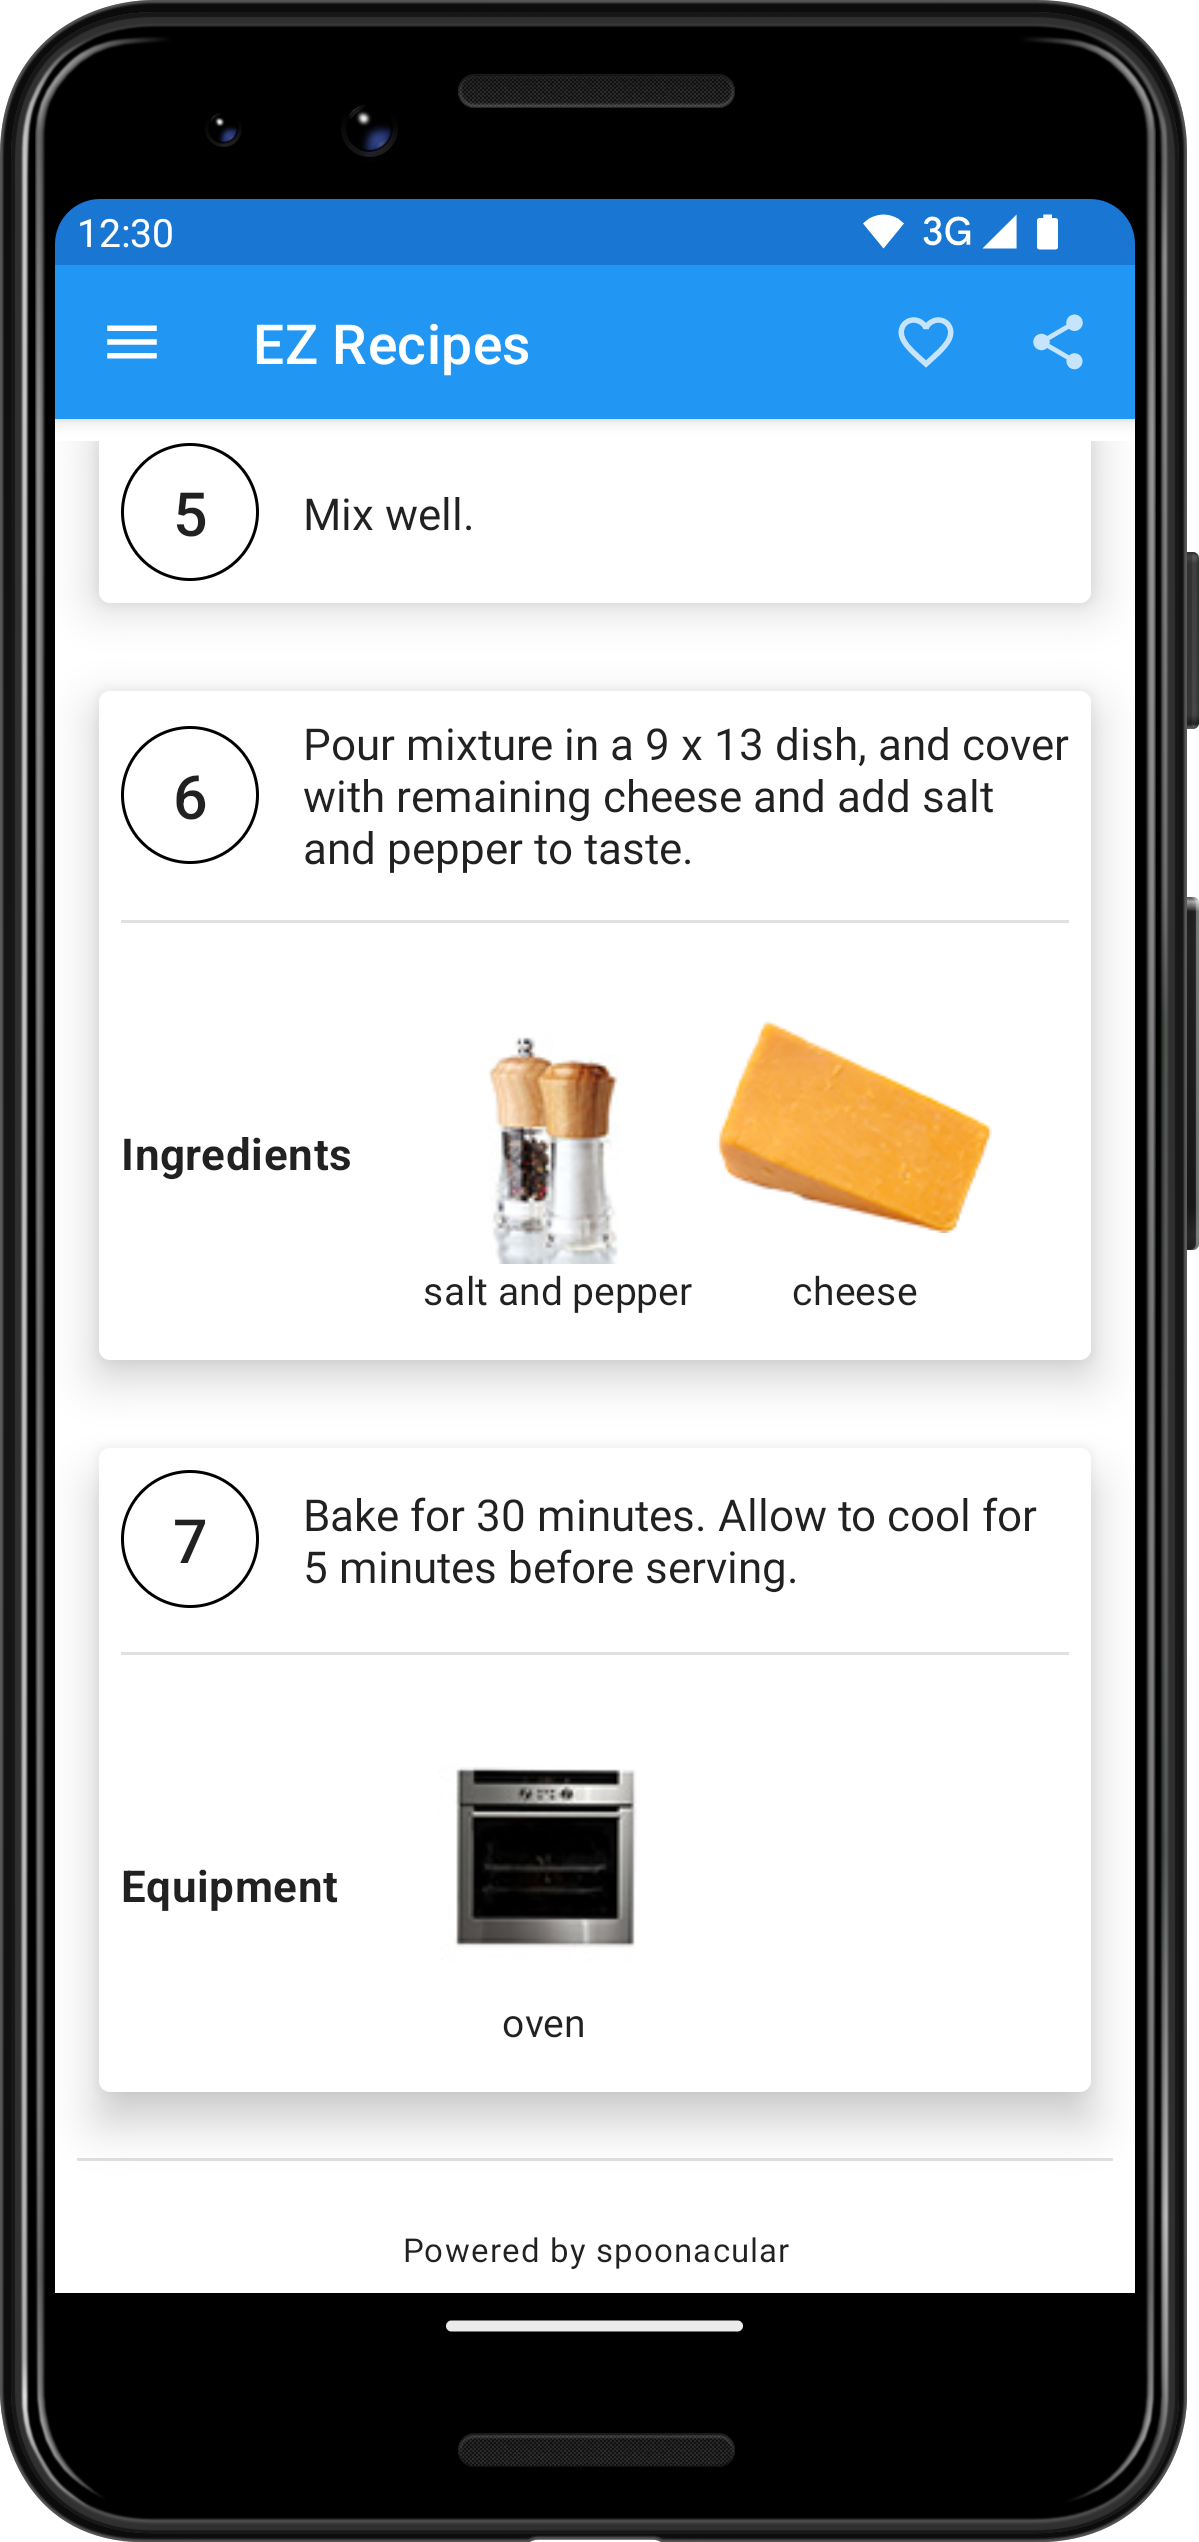 12:30
3G
EZ Recipes
5
Mix well.
6
Pour mixture in a 9 x 13 dish, and cover
with remaining cheese and add salt
and pepper to taste.
Ingredients
salt and pepper
cheese
7
Bake for 30 minutes. Allow to cool for
5 minutes before serving.
Equipment
oven
Powered by spoonacular